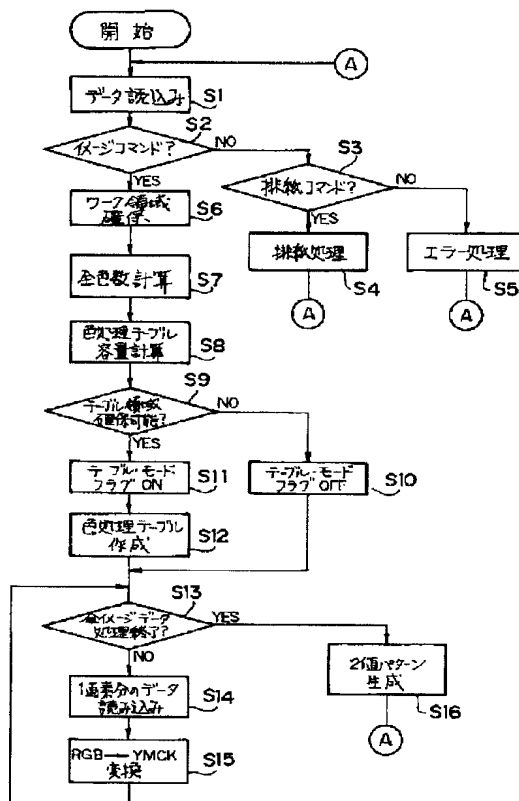 開始
A
データ読込み
S1
S2
イメージコマンド?
NO
YES
S3
排紙コマンド?
NO
YES
ワーク領域
確保
S6
排紙処理
S4
エラー処理
S5
A
A
全色数計算
S7
色処理テーブル
容量計算
S8
S9
テーブル領域
確保可能?
NO
YES
テーブル・モード
フラグON
S11
テーブル・モード
フラグOFF
S10
色処理テーブル
作成
S12
S13
全イメージデータ
処理終了?
YES
NO
1画素分のデータ
読み込み
S14
2値パターン
生成
S16
A
RGB→YMCK
変換
S15